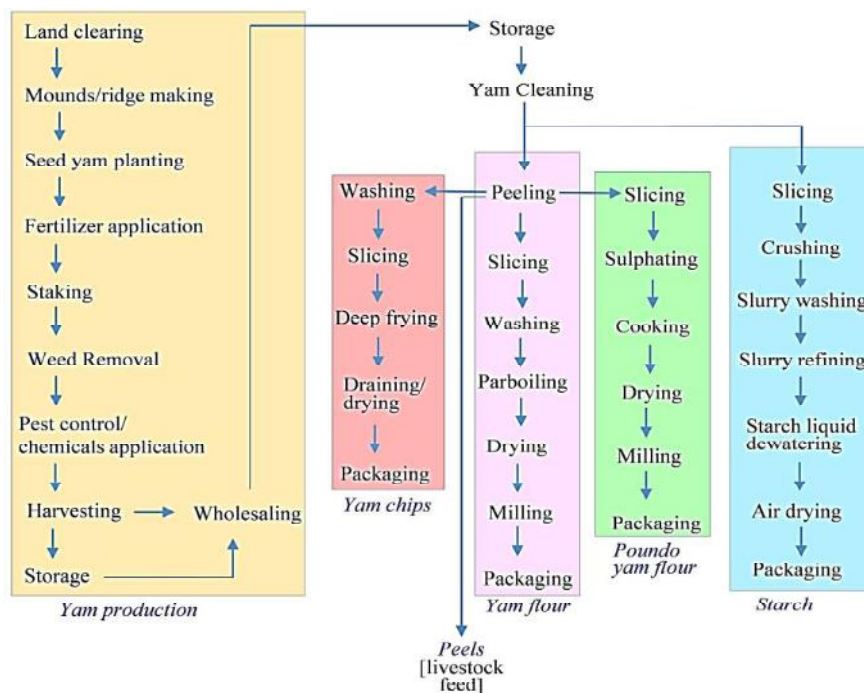 Land clearing
Mounds/ridge making
Seed yam planting
Fertilizer application
Staking
Weed Removal
Pest control/
chemicals application
Harvesting
Wholesaling
Storage
Yam production
Storage
Yam Cleaning
Washing
Slicing
Deep frying
Draining/
drying
Packaging
Yam chips
Peeling
Slicing
Washing
Parboiling
Drying
Milling
Packaging
Yam flour
Peels
[livestock
feed]
Slicing
Sulphating
Cooking
Drying
Milling
Packaging
Poundo
yam flour
Slicing
Crushing
Slurry washing
Slurry refining
Starch liquid
dewatering
Air drying
Packaging
Starch